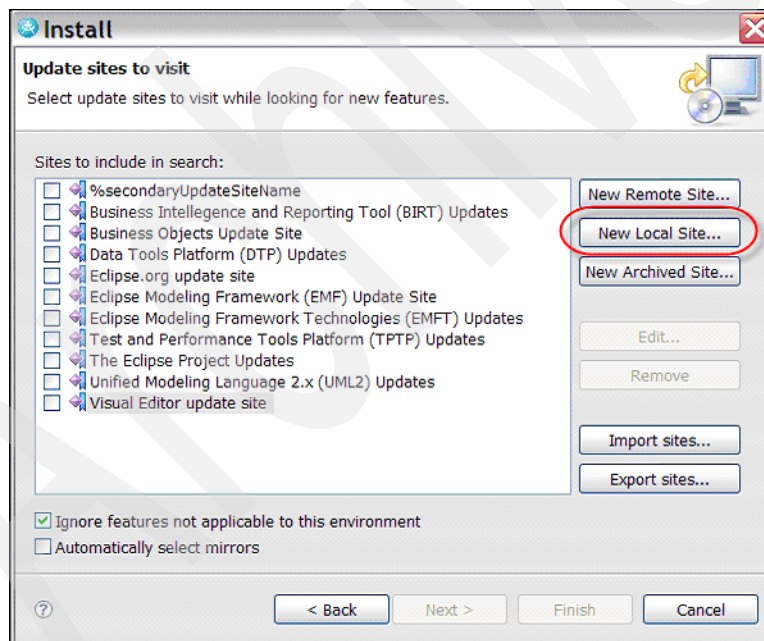 Install
Update sites to visit
Select update sites to visit while looking for new features.
Sites to include in search:
%secondaryUpdateSiteName
Business Intellegence and Reporting Tool (BIRT) Updates
Business Objects Update Site
Data Tools Platform (DTP) Updates
Eclipse.org update site
Eclipse Modeling Framework (EMF) Update Site
Eclipse Modeling Framework Technologies (EMFT) Updates
Test and Performance Tools Platform (TPTP) Updates
The Eclipse Project Updates
Unified Modeling Language 2.x (UML2) Updates
Visual Editor update site
New Remote Site...
New Local Site...
New Archived Site...
Edit...
Remove
Import sites...
Export sites...
Ignore features not applicable to this environment
Automatically select mirrors
< Back
Next >
Finish
Cancel